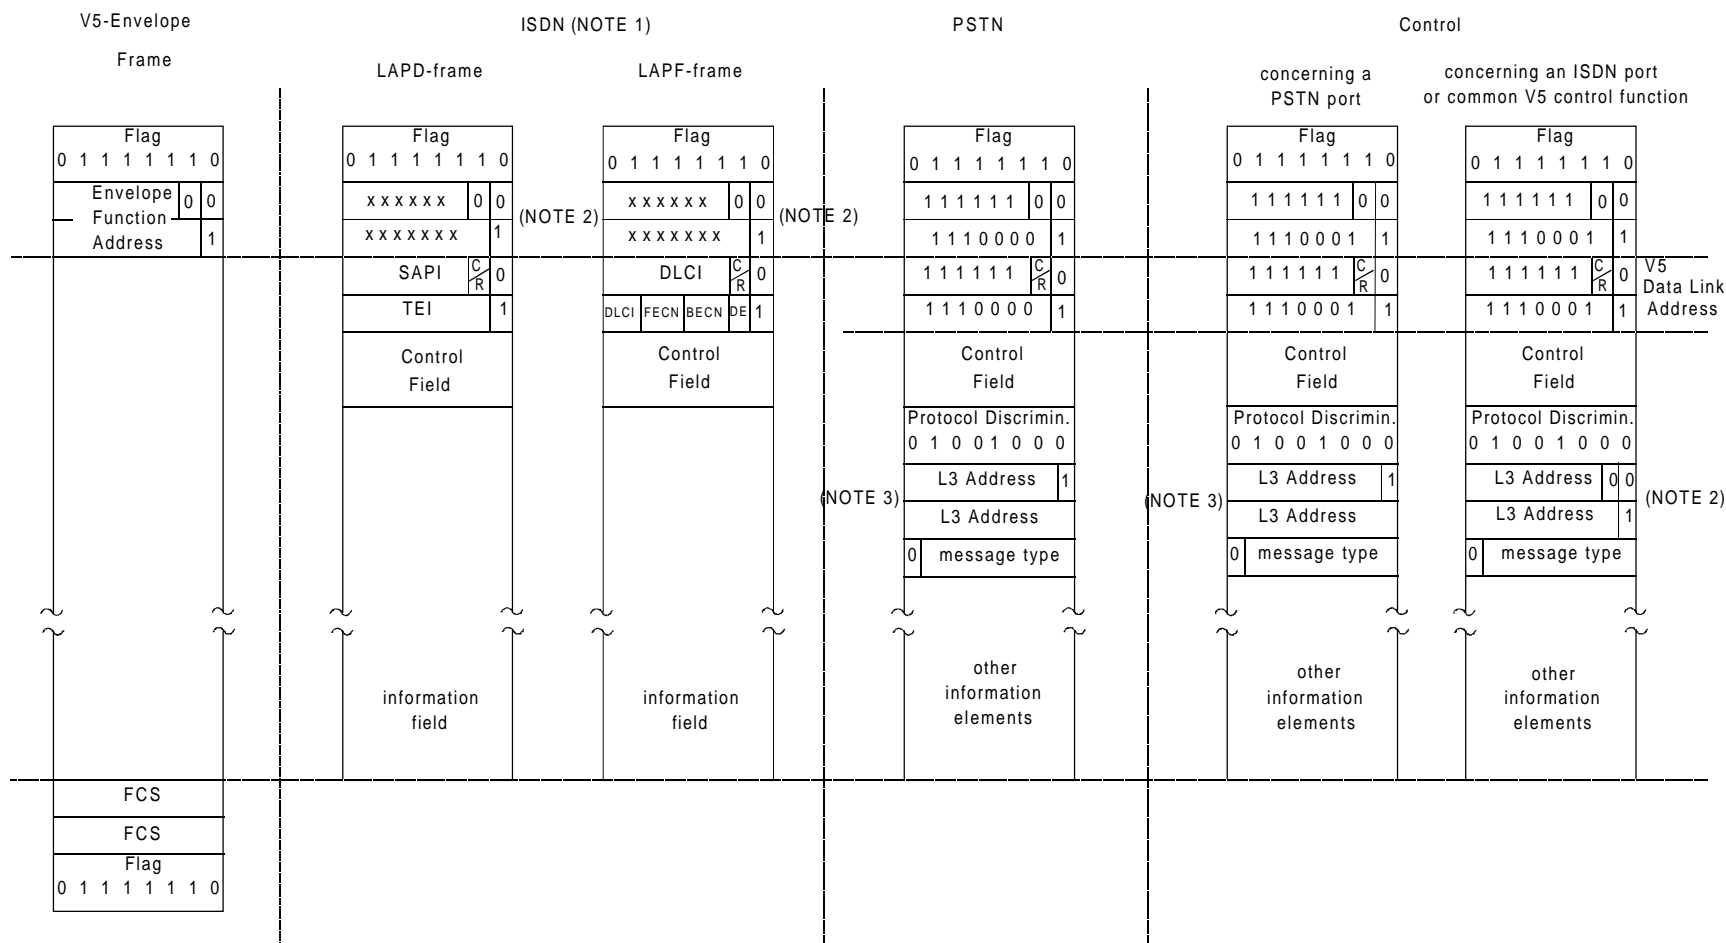 V5-Envelope
Frame
ISDN (NOTE 1)
PSTN
Control
LAPD-frame
LAPF-frame
concerning a
PSTN port
concerning an ISDN port
or common V5 control function
Flag
0 1 1 1 1 1 1 0
Envelope 0 0
Function
Address 1
FCS
FCS
Flag
0 1 1 1 1 1 1 0
Flag
0 1 1 1 1 1 1 0
x x x x x x 0 0
x x x x x x x 1
(NOTE 2)
SAPI C/R 0
TEI 1
Control
Field
information
field
Flag
0 1 1 1 1 1 1 0
x x x x x x 0 0
x x x x x x x 1
(NOTE 2)
DLCI C/R 0
DLCI FECN BECN DE 1
Control
Field
information
field
Flag
0 1 1 1 1 1 1 0
1 1 1 1 1 1 0 0
1 1 1 0 0 0 0 1
1 1 1 1 1 1 C/R 0
1 1 1 0 0 0 0 1
Control
Field
Protocol Discrimin.
0 1 0 0 1 0 0 0
L3 Address 1
(NOTE 3)
L3 Address
0 message type
other
information
elements
Flag
0 1 1 1 1 1 1 0
1 1 1 1 1 1 0 0
1 1 1 0 0 0 1 1
1 1 1 1 1 1 C/R 0
1 1 1 0 0 0 1 1
Control
Field
Protocol Discrimin.
0 1 0 0 1 0 0 0
L3 Address 1
(NOTE 3)
L3 Address
0 message type
other
information
elements
Flag
0 1 1 1 1 1 1 0
1 1 1 1 1 1 0 0
1 1 1 0 0 0 1 1
1 1 1 1 1 1 C/R 0
1 1 1 0 0 0 1 1
V5
Data Link
Address
Control
Field
Protocol Discrimin.
0 1 0 0 1 0 0 0
L3 Address 0 0
(NOTE 2)
L3 Address 1
0 message type
other
information
elements